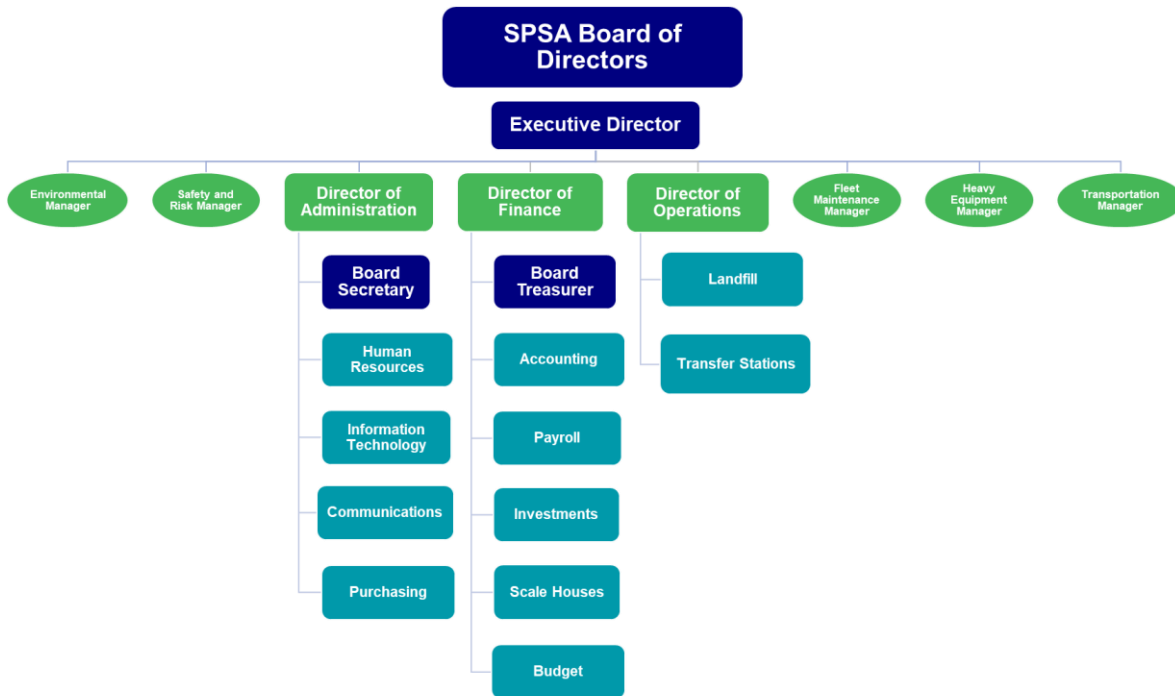 SPSA Board of
Directors
Executive Director
Environmental
Manager
Safety and
Risk Manager
Director of
Administration
Director of
Finance
Director of
Operations
Fleet
Maintenance
Manager
Heavy
Equipment
Manager
Transportation
Manager
Board
Secretary
Human
Resources
Information
Technology
Communications
Purchasing
Board
Treasurer
Accounting
Payroll
Investments
Scale Houses
Budget
Landfill
Transfer Stations